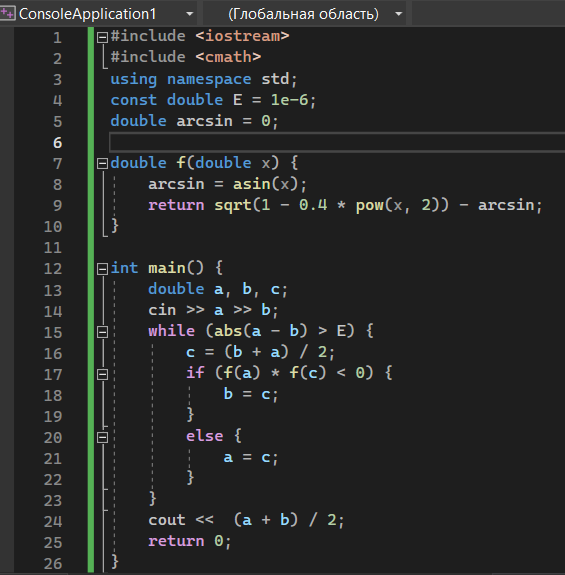 ConsoleApplication1 (Глобальная область)
1 #include <iostream>
2 #include <cmath>
3 using namespace std;
4 const double E = 1e-6;
5 double arcsin = 0;
6
7 double f(double x) {
8 arcsin = asin(x);
9 return sqrt(1 - 0.4 * pow(x, 2)) - arcsin;
10 }
11
12 int main() {
13 double a, b, c;
14 cin >> a >> b;
15 while (abs(a - b) > E) {
16 c = (b + a) / 2;
17 if (f(a) * f(c) < 0) {
18 b = c;
19 }
20 else {
21 a = c;
22 }
23 }
24 cout << (a + b) / 2;
25 return 0;
26 }